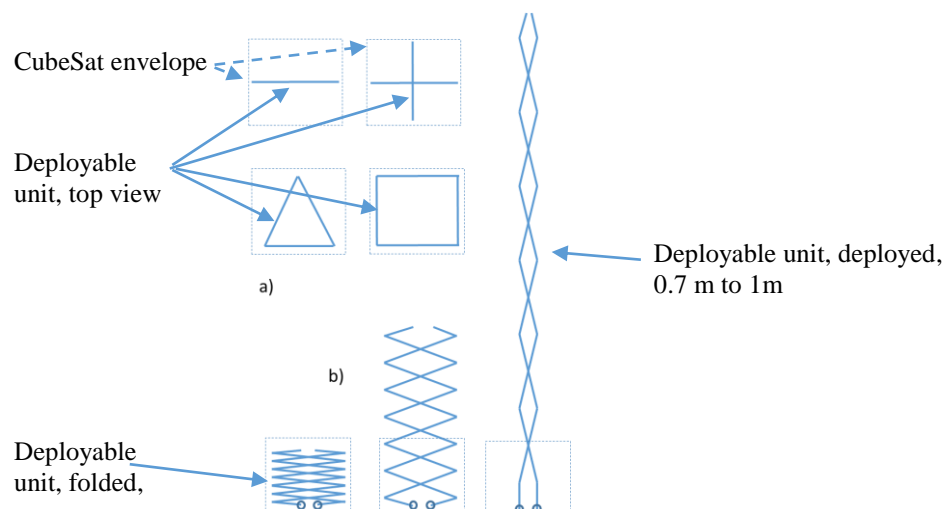 CubeSat envelope
Deployable
unit, top view
a)
Deployable unit, deployed,
0.7 m to 1m
b)
Deployable
unit, folded,